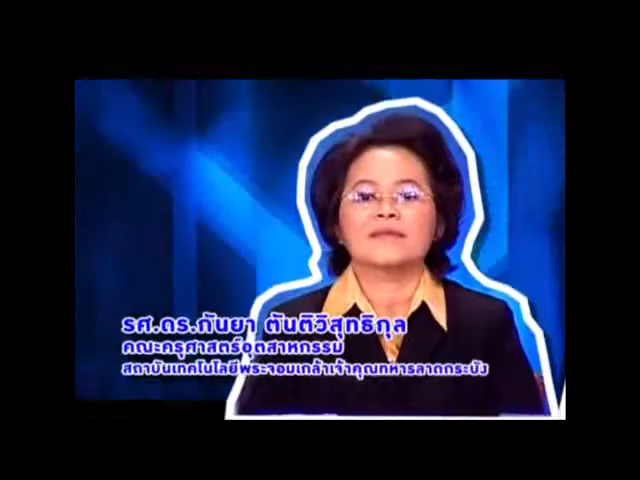 รศ.ดร.กันยา ตันติวิสุทธิกุล
คณะครุศาสตร์อุตสาหกรรม
สถาบันเทคโนโลยีพระจอมเกล้าเจ้าคุณทหารลาดกระบัง